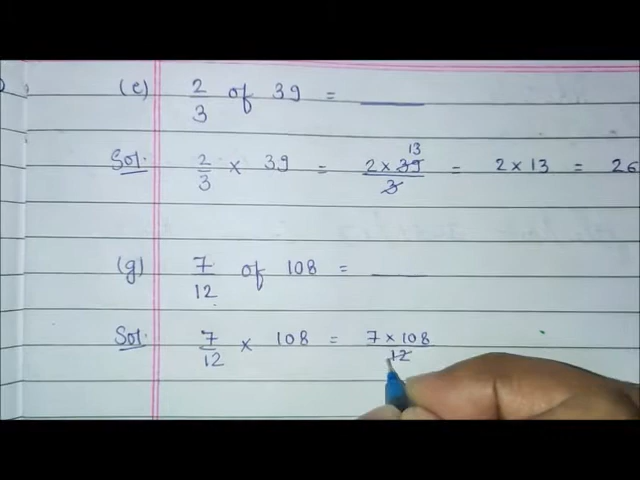 (e) 2/3 of 39 = ____
Sol. 2/3 × 39 = 2 × 39/3 13 = 2 × 13 = 26
(g) 7/12 of 108 = ____
Sol. 7/12 × 108 = 7 × 108/12